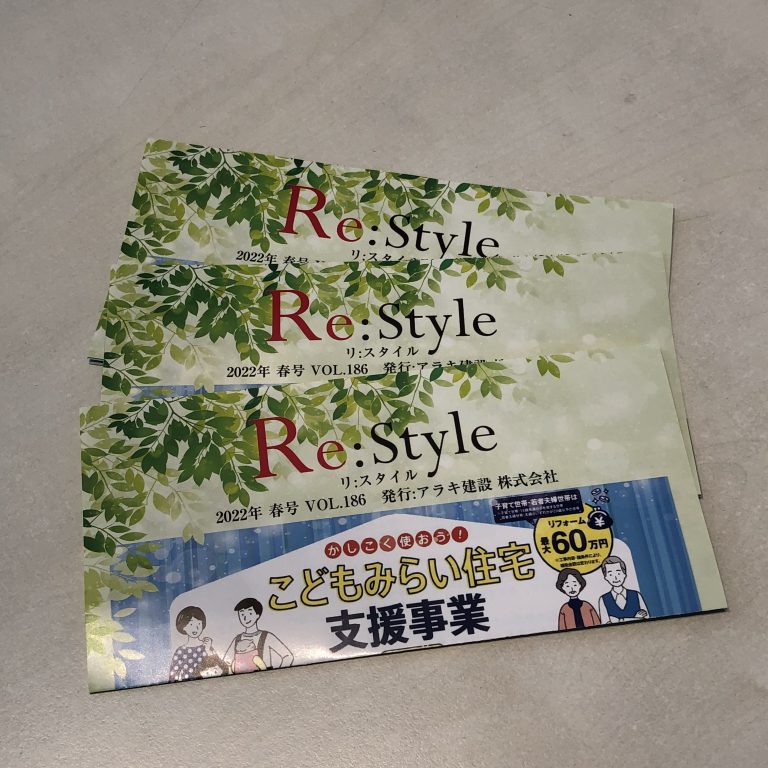 Re:Style
リ:スタイル
2022年 春号
Re:Style
リ:スタイル
2022年 春号 VOL.186 発行:アラキ建設
Re:Style
リ:スタイル
2022年 春号 VOL.186 発行:アラキ建設 株式会社
子育て世帯・若者夫婦世帯は
リフォーム
最大60万円
かしこく使おう!
こどもみらい住宅
支援事業